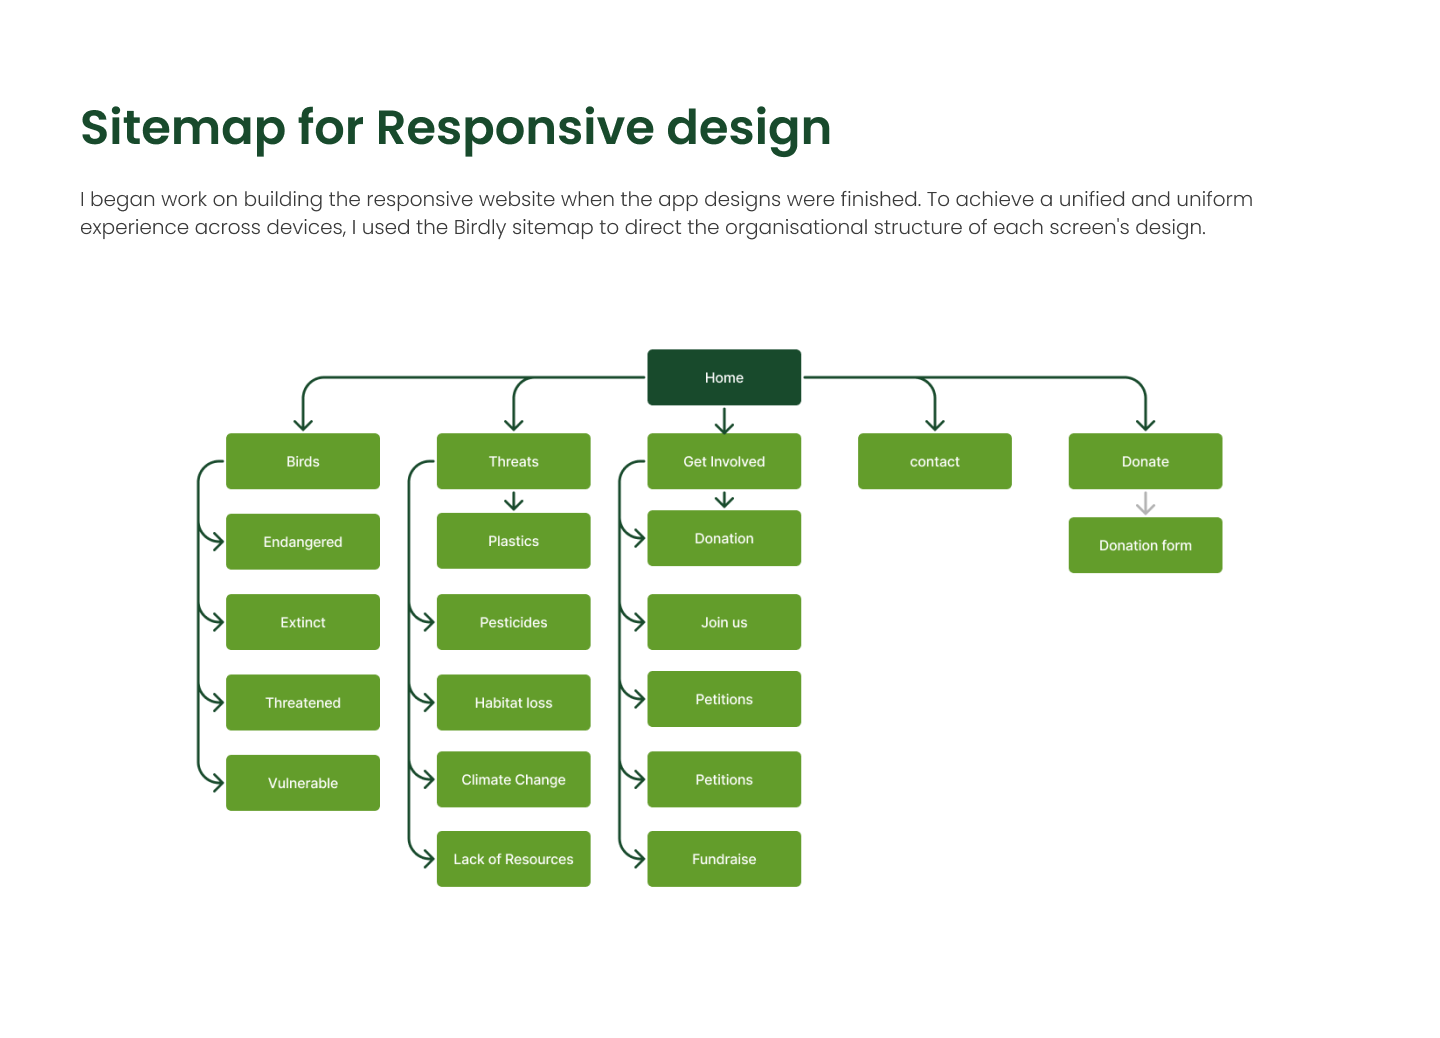 Sitemap for Responsive design
I began work on building the responsive website when the app designs were finished. To achieve a unified and uniform
experience across devices, I used the Birdly sitemap to direct the organisational structure of each screen's design.
Home
Birds
Threats
Get Involved
contact
Donate
Endangered
Plastics
Donation
Donation form
Extinct
Pesticides
Join us
Threatened
Habitat loss
Petitions
Vulnerable
Climate Change
Petitions
Lack of Resources
Fundraise